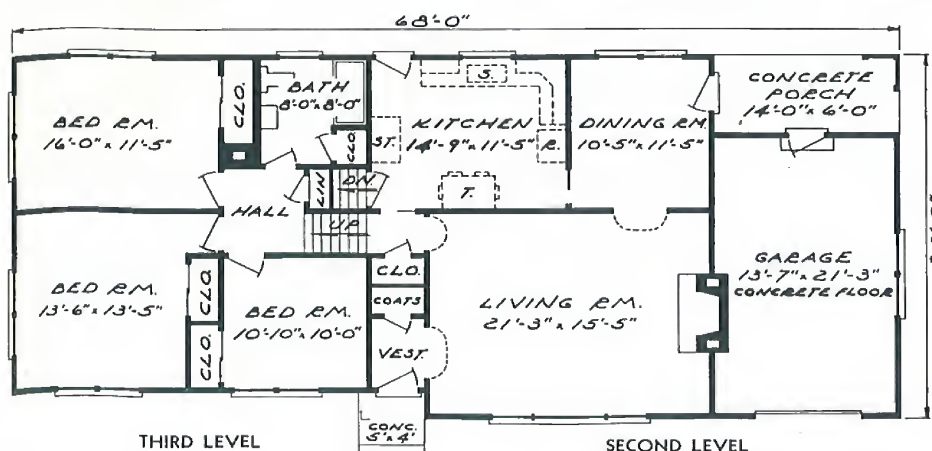 68'-0"
CLO.
BATH
8'-0" x 8'-0"
S.
CONCRETE
PORCH
14'-0" x 6'-0"
BED RM.
16'-0" x 11'-5"
ST.
KITCHEN
14'-9" x 11'-5"
R.
DINING RM.
10'-5" x 11'-5"
CLO.
LIN
DN.
T.
HALL
UP
BED RM.
13'-6" x 13'-5"
CLO.
CLO.
BED RM.
10'-10" x 10'-0"
CLO.
COATS
VEST.
LIVING RM.
21'-3" x 15'-5"
GARAGE
13'-7" x 21'-3"
CONCRETE FLOOR
CONC.
5' x 4'
THIRD LEVEL
SECOND LEVEL